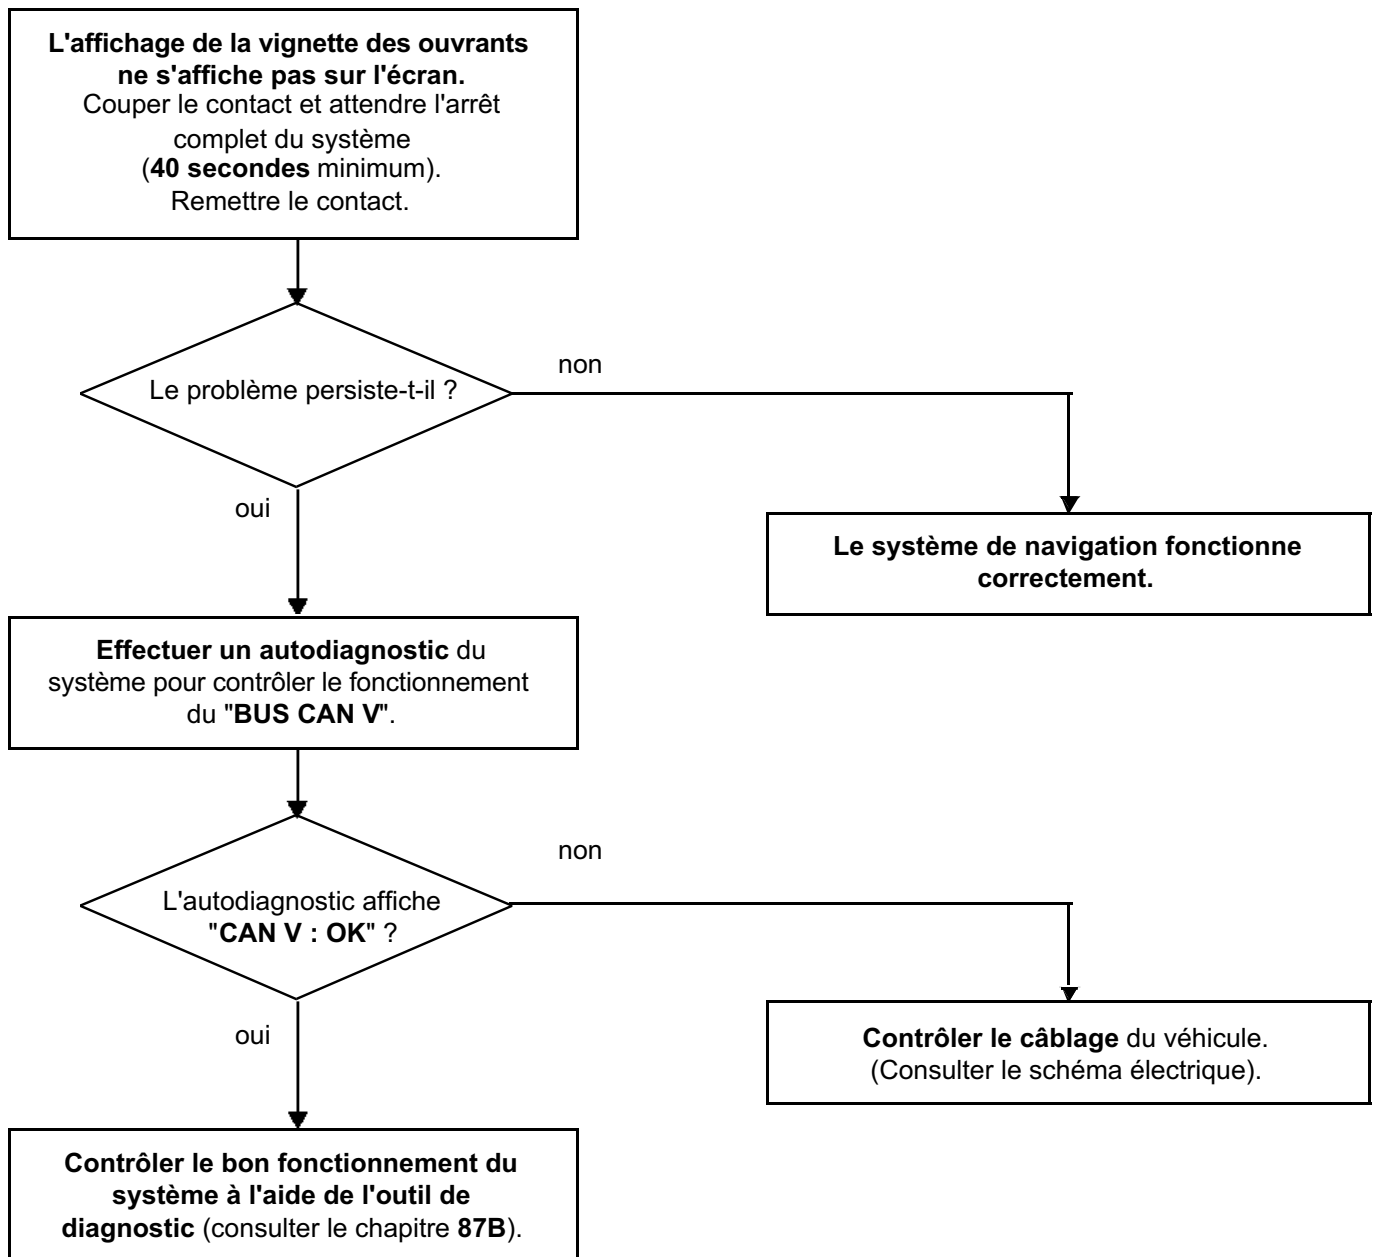 L'affichage de la vignette des ouvrants
ne s'affiche pas sur l'écran.
Couper le contact et attendre l'arrêt
complet du système
(40 secondes minimum).
Remettre le contact.
Le problème persiste-t-il ?
non
oui
Le système de navigation fonctionne
correctement.
Effectuer un autodiagnostic du
système pour contrôler le fonctionnement
du "BUS CAN V".
L'autodiagnostic affiche
"CAN V : OK" ?
non
oui
Contrôler le câblage du véhicule.
(Consulter le schéma électrique).
Contrôler le bon fonctionnement du
système à l'aide de l'outil de
diagnostic (consulter le chapitre 87B).